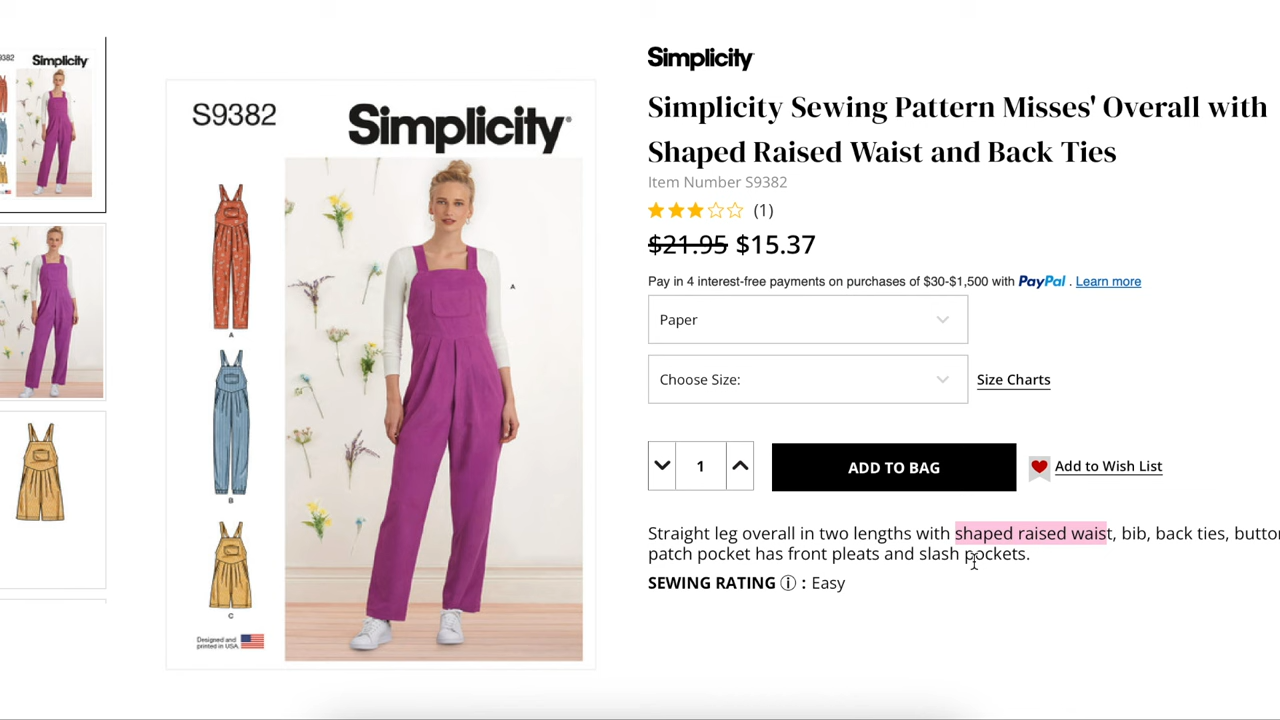 9382
Simplicity
S9382
Simplicity
A
A
B
C
Designed and
printed in USA.
Simplicity
Simplicity Sewing Pattern Misses' Overall with
Shaped Raised Waist and Back Ties
Item Number S9382
(1)
$21.95 $15.37
Pay in 4 interest-free payments on purchases of $30-$1,500 with PayPal . Learn more
Paper
Choose Size:
Size Charts
1
ADD TO BAG
Add to Wish List
Straight leg overall in two lengths with shaped raised waist, bib, back ties,
patch pocket has front pleats and slash pockets.
SEWING RATING ⓘ : Easy